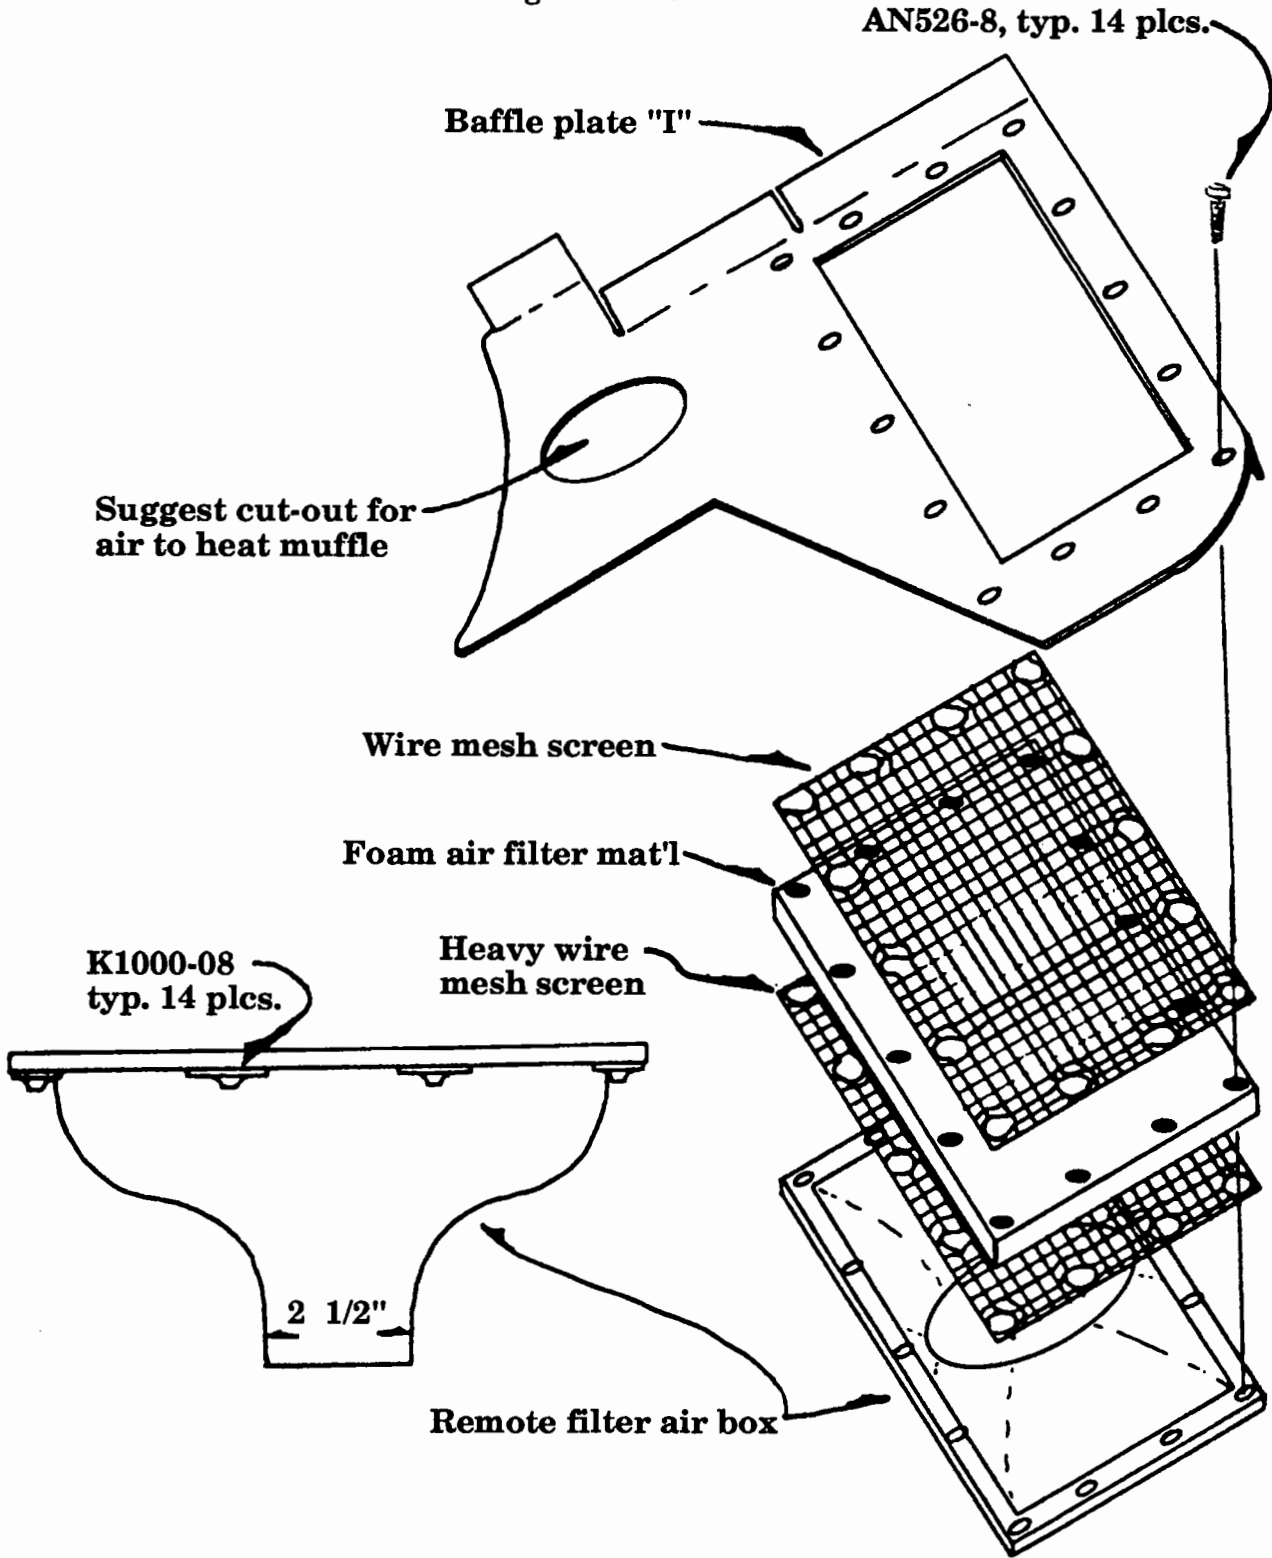 AN526-8, typ. 14 plcs.
Baffle plate "I"
Suggest cut-out for
air to heat muffle
Wire mesh screen
Foam air filter mat'l
Heavy wire
mesh screen
K1000-08
typ. 14 plcs.
2 1/2"
Remote filter air box